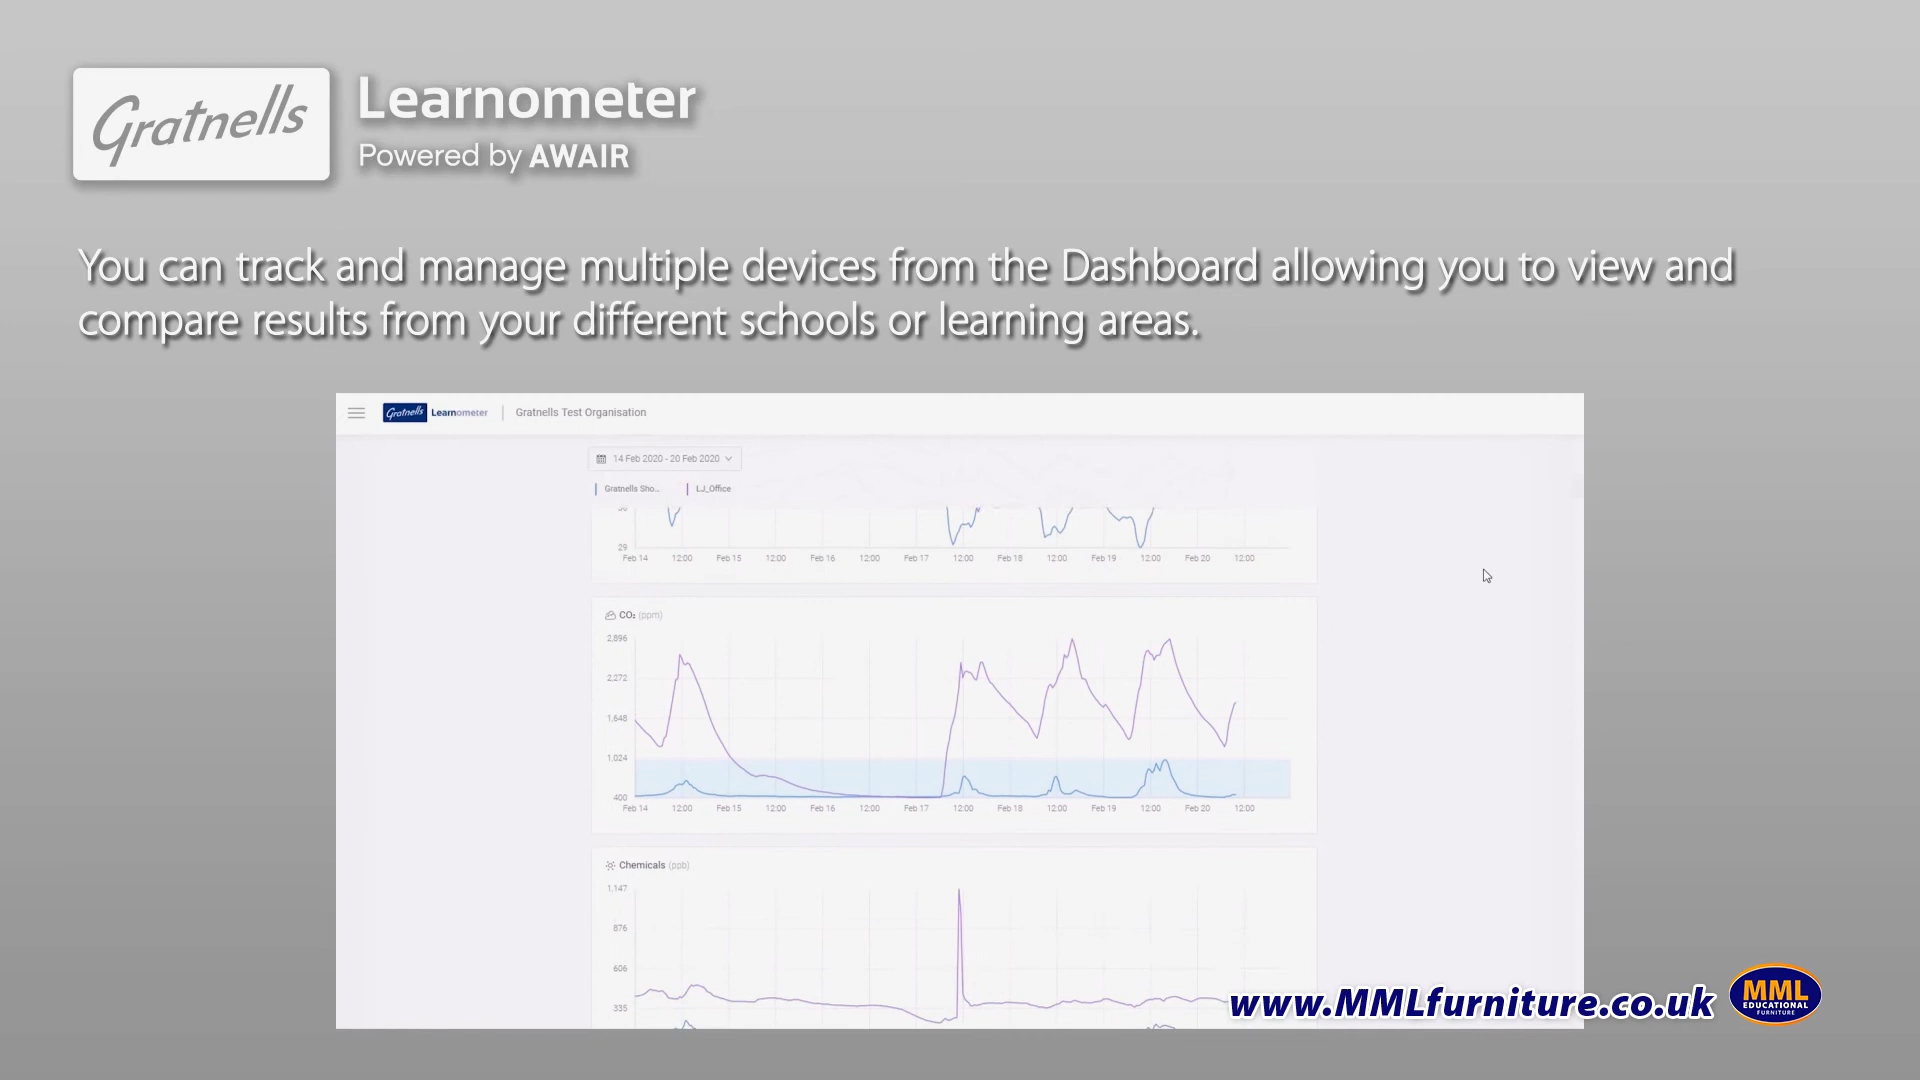 Gratnells
Learnometer
Powered by AWAIR
You can track and manage multiple devices from the Dashboard allowing you to view and
compare results from your different schools or learning areas.
Gratnells Learnometer Gratnells Test Organisation
14 Feb 2020 - 20 Feb 2020
Gratnells Sho... LJ_Office
29
Feb 14 12:00 Feb 15 12:00 Feb 16 12:00 Feb 17 12:00 Feb 18 12:00 Feb 19 12:00 Feb 20 12:00
CO₂ (ppm)
2,896
2,272
1,648
1,024
400
Feb 14 12:00 Feb 15 12:00 Feb 16 12:00 Feb 17 12:00 Feb 18 12:00 Feb 19 12:00 Feb 20 12:00
Chemicals (ppb)
1,147
876
606
335
www.MMLfurniture.co.uk
MML
EDUCATIONAL
FURNITURE